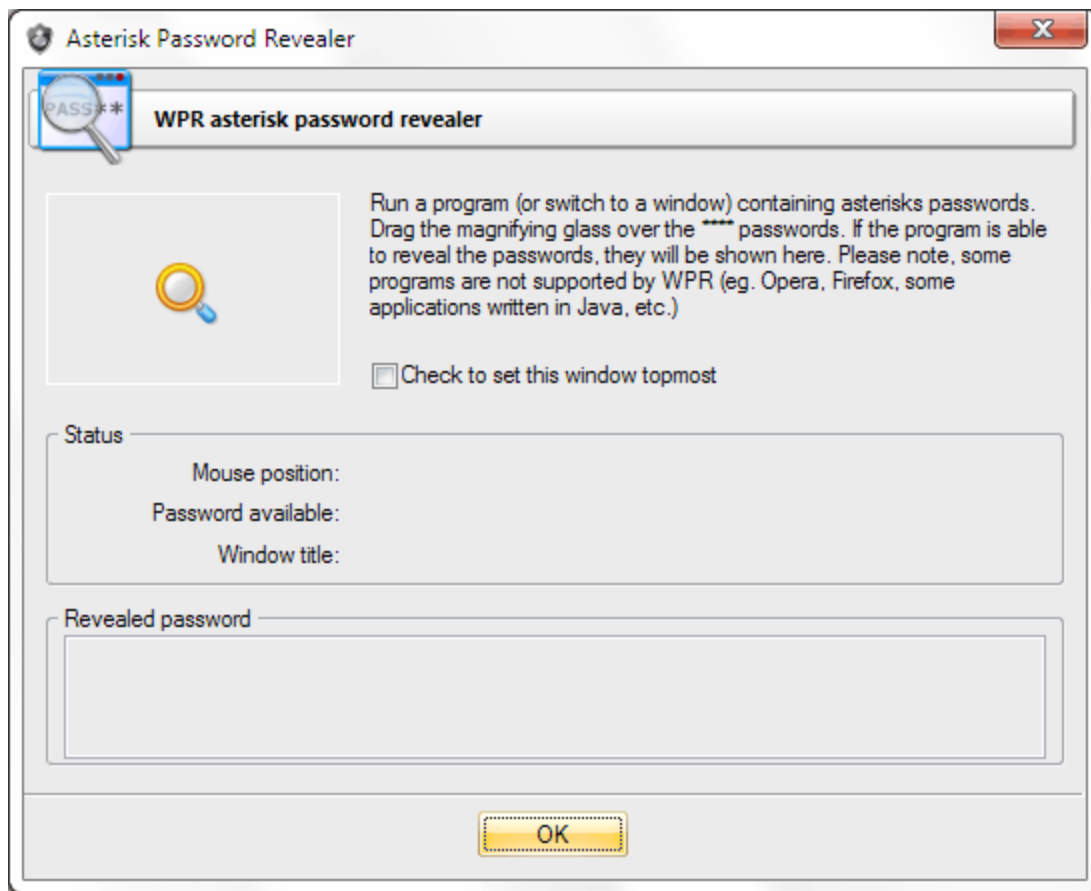 Asterisk Password Revealer
PASS**
WPR asterisk password revealer
Run a program (or switch to a window) containing asterisks passwords.
Drag the magnifying glass over the **** passwords. If the program is able
to reveal the passwords, they will be shown here. Please note, some
programs are not supported by WPR (eg. Opera, Firefox, some
applications written in Java, etc.)
Check to set this window topmost
Status
Mouse position:
Password available:
Window title:
Revealed password
OK